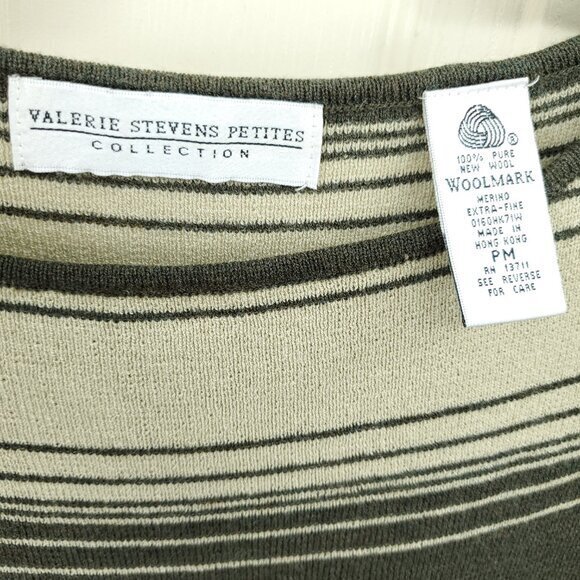 VALERIE STEVENS PETITES
COLLECTION
®
100% PURE
NEW WOOL
WOOLMARK
MERINO
EXTRA-FINE
0160HK71W
MADE IN
HONG KONG
PM
RN 13711
SEE REVERSE
FOR CARE